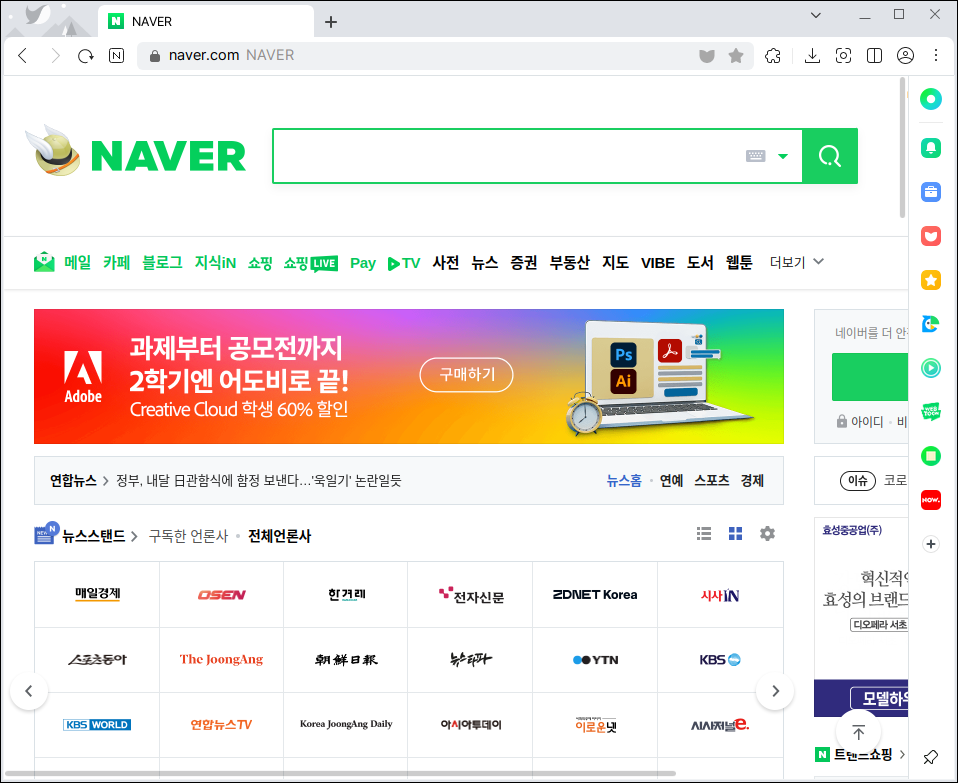 NAVER
naver.com NAVER
NAVER
메일 카페 블로그 지식iN 쇼핑 쇼핑 LIVE Pay TV 사전 뉴스 증권 부동산 지도 VIBE 도서 웹툰 더보기
Adobe
과제부터 공모전까지
2학기엔 어도비로 끝!
Creative Cloud 학생 60% 할인
구매하기
Ps
Ai
네이버를 더 안
아이디 · 비
연합뉴스 > 정부, 내달 日관함식에 함정 보낸다…'욱일기' 논란일듯
뉴스홈 · 연예 스포츠 경제
이슈 코로
NEW N 뉴스스탠드 > 구독한 언론사 · 전체언론사
매일경제 OSEN 한겨레 전자신문 ZDNET Korea 시사IN
스포츠동아 The JoongAng 朝鮮日報 뉴스타파 YTN KBS
KBS WORLD 연합뉴스TV Korea JoongAng Daily 아시아투데이 이로운넷 시사저널e.
효성중공업(주)
혁신적인
효성의 브랜드
디오페라 서초
모델하우
N 트렌드쇼핑 >
WEB TOON
NOW.